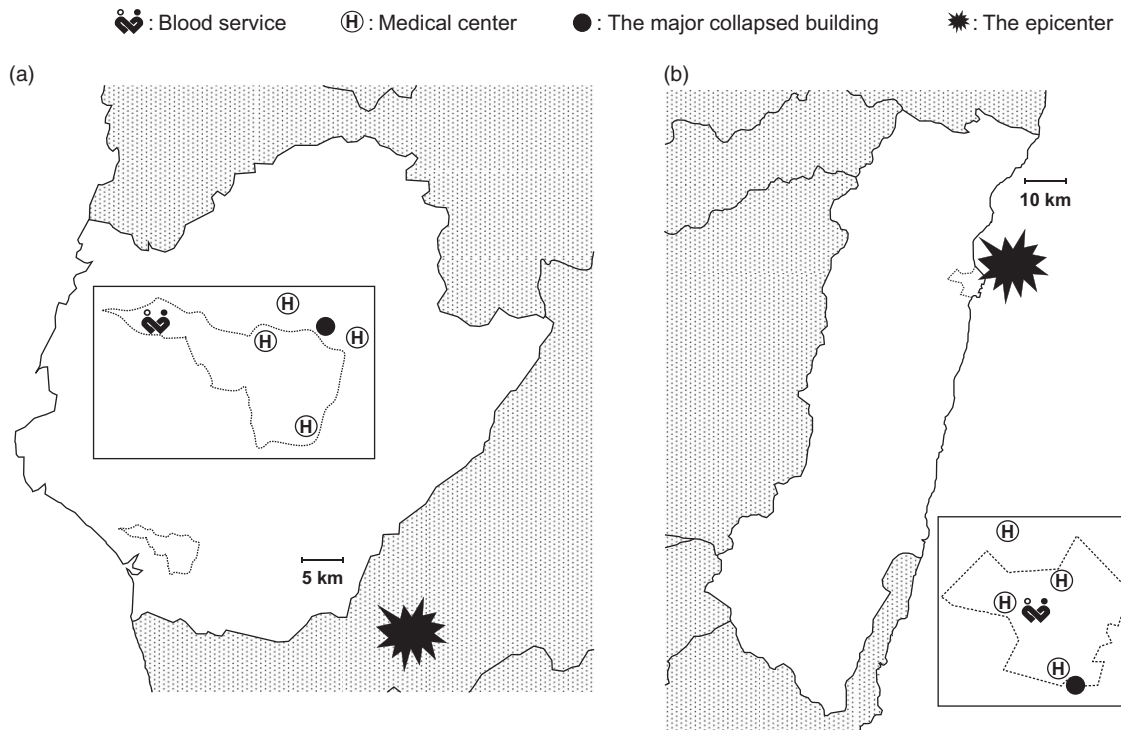 : Blood service H : Medical center : The major collapsed building : The epicenter
(a)
(b)
10 km
H
H
H
H
5 km
H
H
H
H